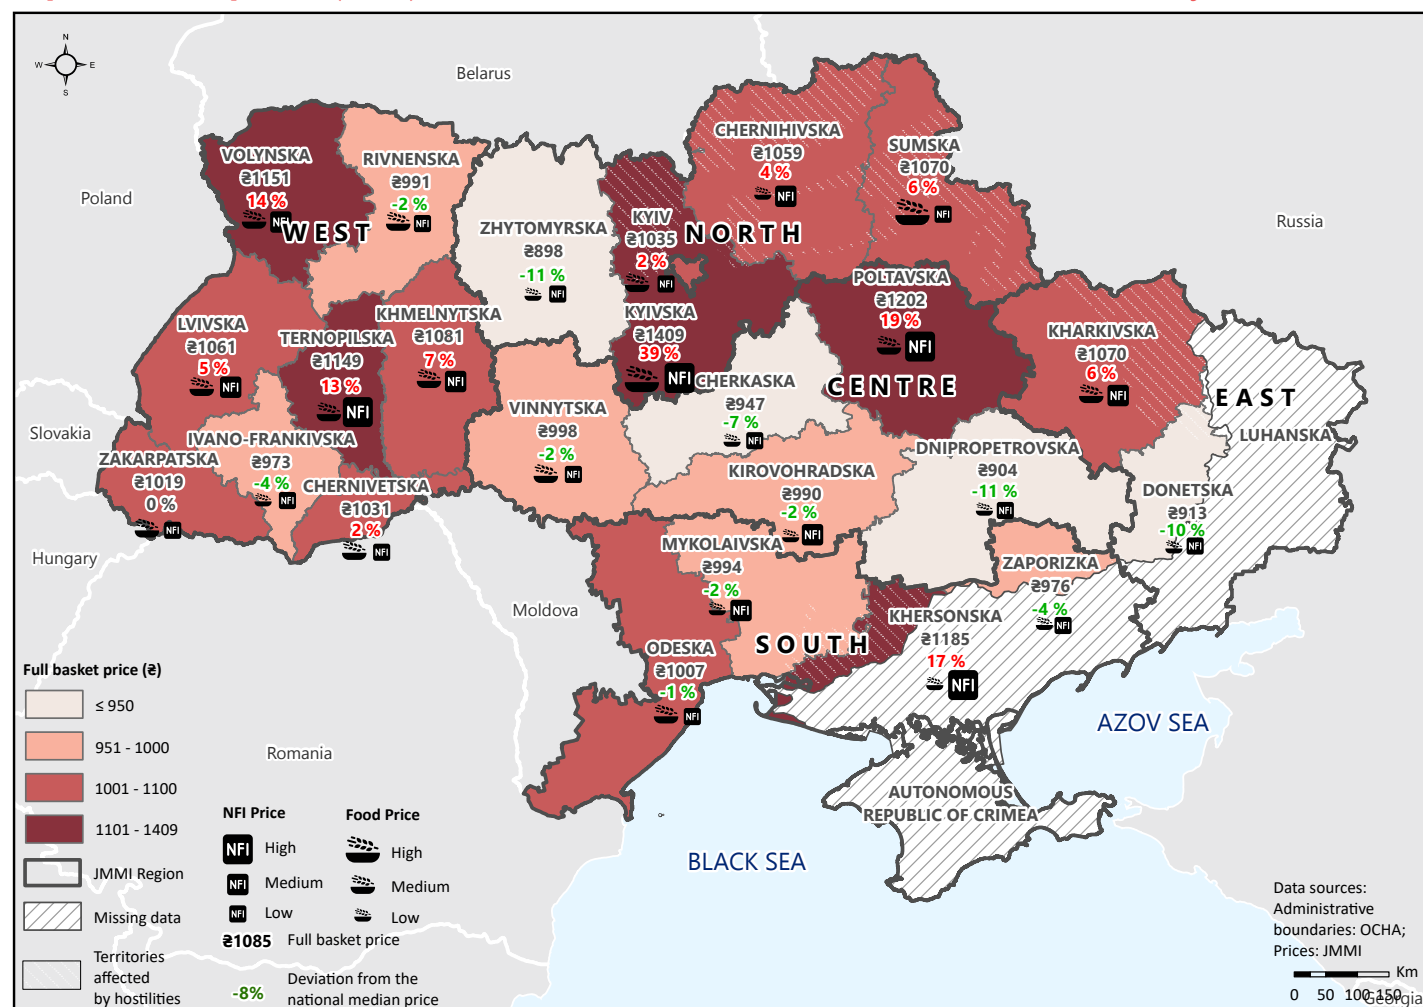 N
W
E
S
Belarus
Poland
Slovakia
Hungary
Moldova
Romania
Russia
VOLYNSKA
₴1151
14 %
NFI
WEST
RIVNENSKA
₴991
-2 %
NFI
ZHYTOMYRSKA
₴898
-11 %
NFI
KYIV
₴1035
2 %
NFI
NORTH
CHERNIHIVSKA
₴1059
4 %
NFI
SUMSKA
₴1070
6 %
NFI
LVIVSKA
₴1061
5 %
NFI
TERNOPILSKA
₴1149
13 %
NFI
KHMELNYTSKA
₴1081
7 %
NFI
KYIVSKA
₴1409
39 %
NFI
POLTAVSKA
₴1202
19 %
NFI
KHARKIVSKA
₴1070
6 %
NFI
CENTRE
EAST
LUHANSKA
ZAKARPATSKA
₴1019
0 %
NFI
IVANO-FRANKIVSKA
₴973
-4 %
NFI
CHERNIVETSKA
₴1031
2 %
NFI
VINNYTSKA
₴998
-2 %
NFI
CHERKASKA
₴947
-7 %
NFI
KIROVOHRADSKA
₴990
-2 %
NFI
DNIPROPETROVSKA
₴904
-11 %
NFI
DONETSKA
₴913
-10 %
NFI
MYKOLAIVSKA
₴994
-2 %
NFI
ZAPORIZKA
₴976
-4 %
NFI
ODESKA
₴1007
-1 %
NFI
SOUTH
KHERSONSKA
₴1185
17 %
NFI
AUTONOMOUS
REPUBLIC OF CRIMEA
AZOV SEA
BLACK SEA
Full basket price (₴)
≤ 950
951 - 1000
1001 - 1100
1101 - 1409
JMMI Region
Missing data
Territories
affected
by hostilities
NFI Price
NFI
High
NFI
Medium
NFI
Low
Food Price
High
Medium
Low
₴1085
Full basket price
-8%
Deviation from the
national median price
Data sources:
Administrative
boundaries: OCHA;
Prices: JMMI
Km
0 50 100 150
Georgia